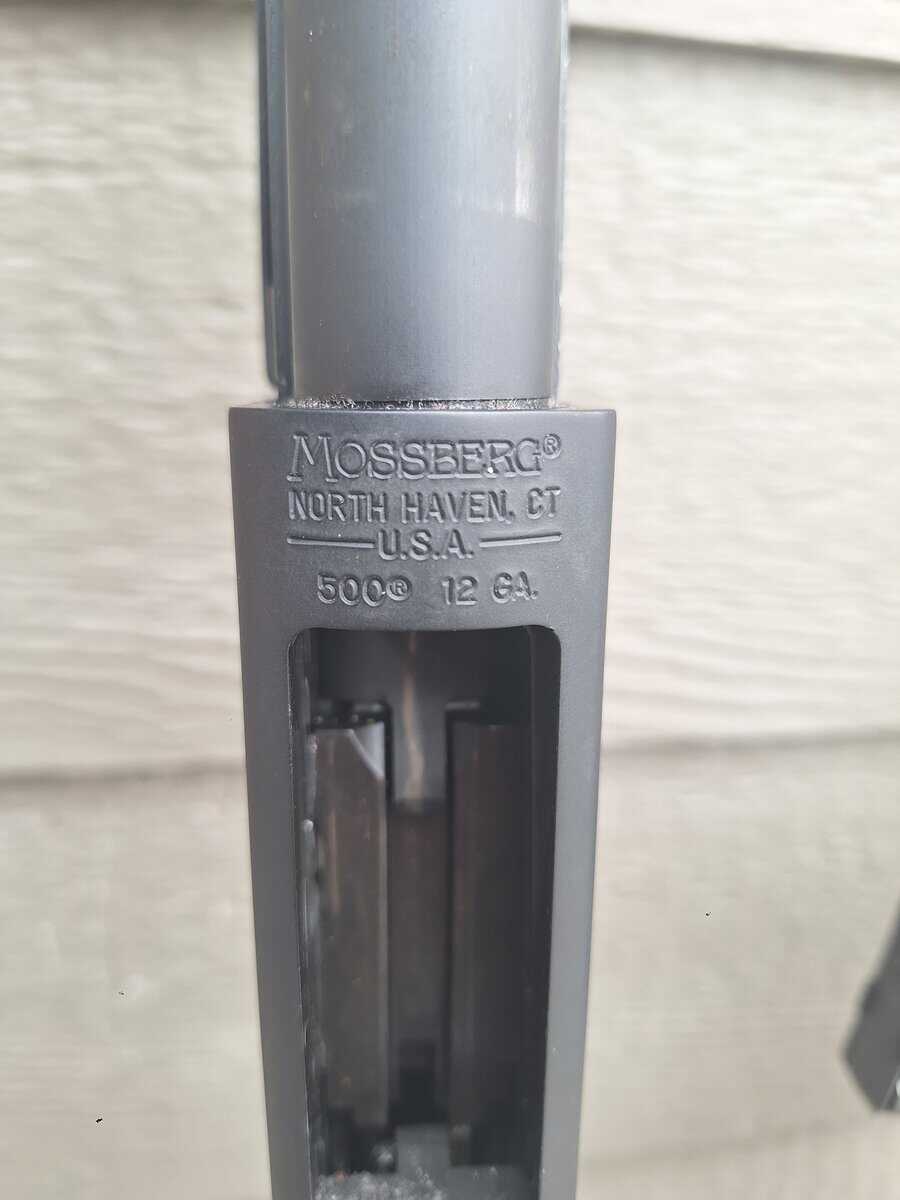 MOSSBERG®
NORTH HAVEN, CT
U.S.A.
500® 12 GA.